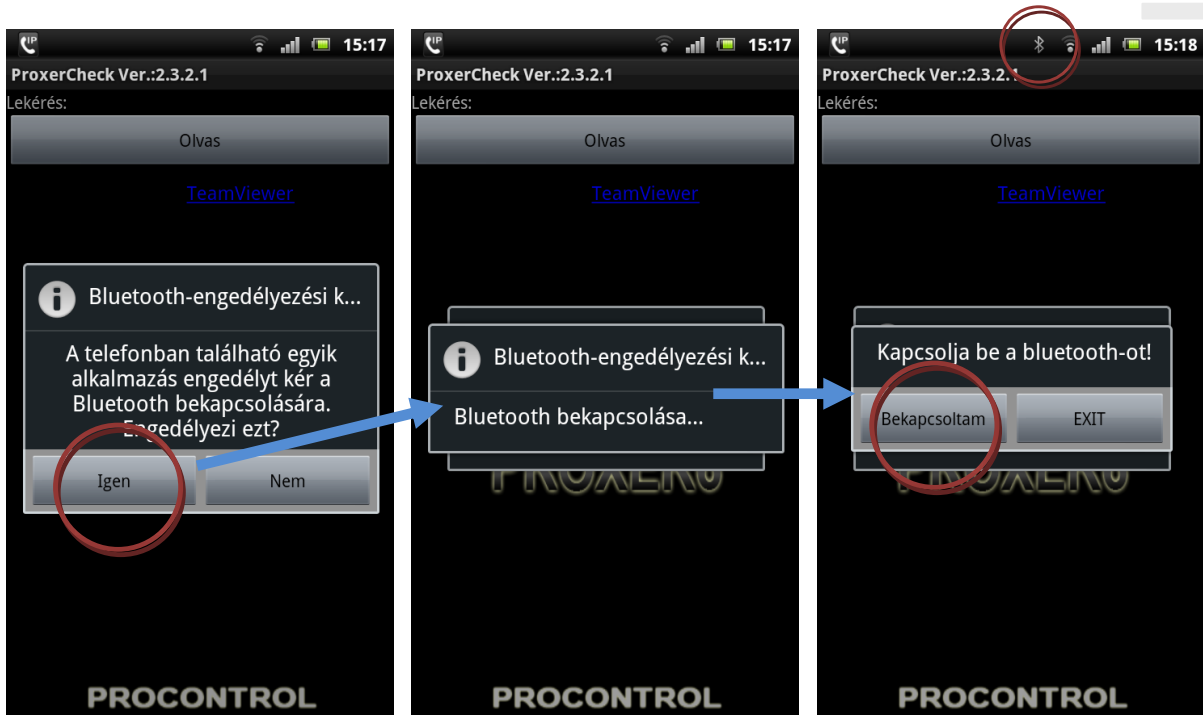 IP 15:17
ProxerCheck Ver.:2.3.2.1
Lekérés:
Olvas
TeamViewer
Bluetooth-engedélyezési k...
A telefonban található egyik
alkalmazás engedélyt kér a
Bluetooth bekapcsolására.
Engedélyezi ezt?
Igen Nem
PROCONTROL
IP 15:17
ProxerCheck Ver.:2.3.2.1
Lekérés:
Olvas
TeamViewer
Bluetooth-engedélyezési k...
Bluetooth bekapcsolása...
PROCONTROL
IP 15:18
ProxerCheck Ver.:2.3.2.1
Lekérés:
Olvas
TeamViewer
Kapcsolja be a bluetooth-ot!
Bekapcsoltam EXIT
PROCONTROL